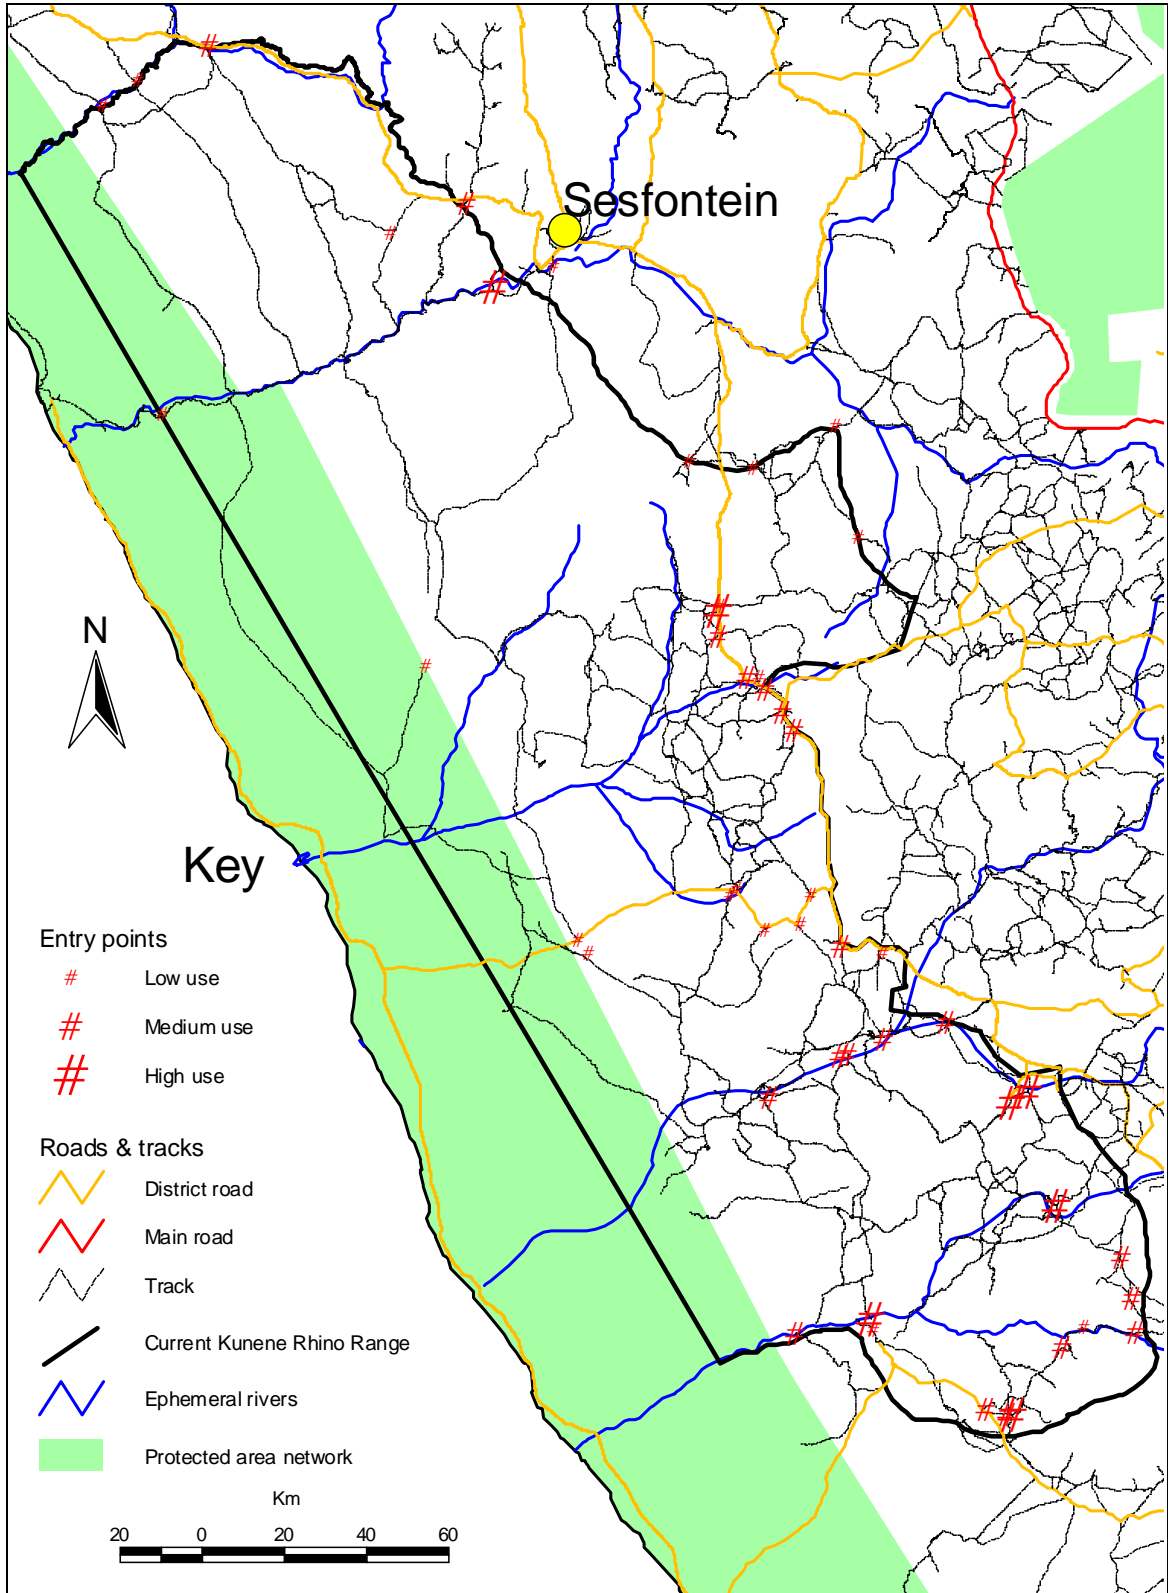 Sesfontein
N
Key
Entry points
# Low use
# Medium use
# High use
Roads & tracks
District road
Main road
Track
Current Kunene Rhino Range
Ephemeral rivers
Protected area network
Km
20 0 20 40 60